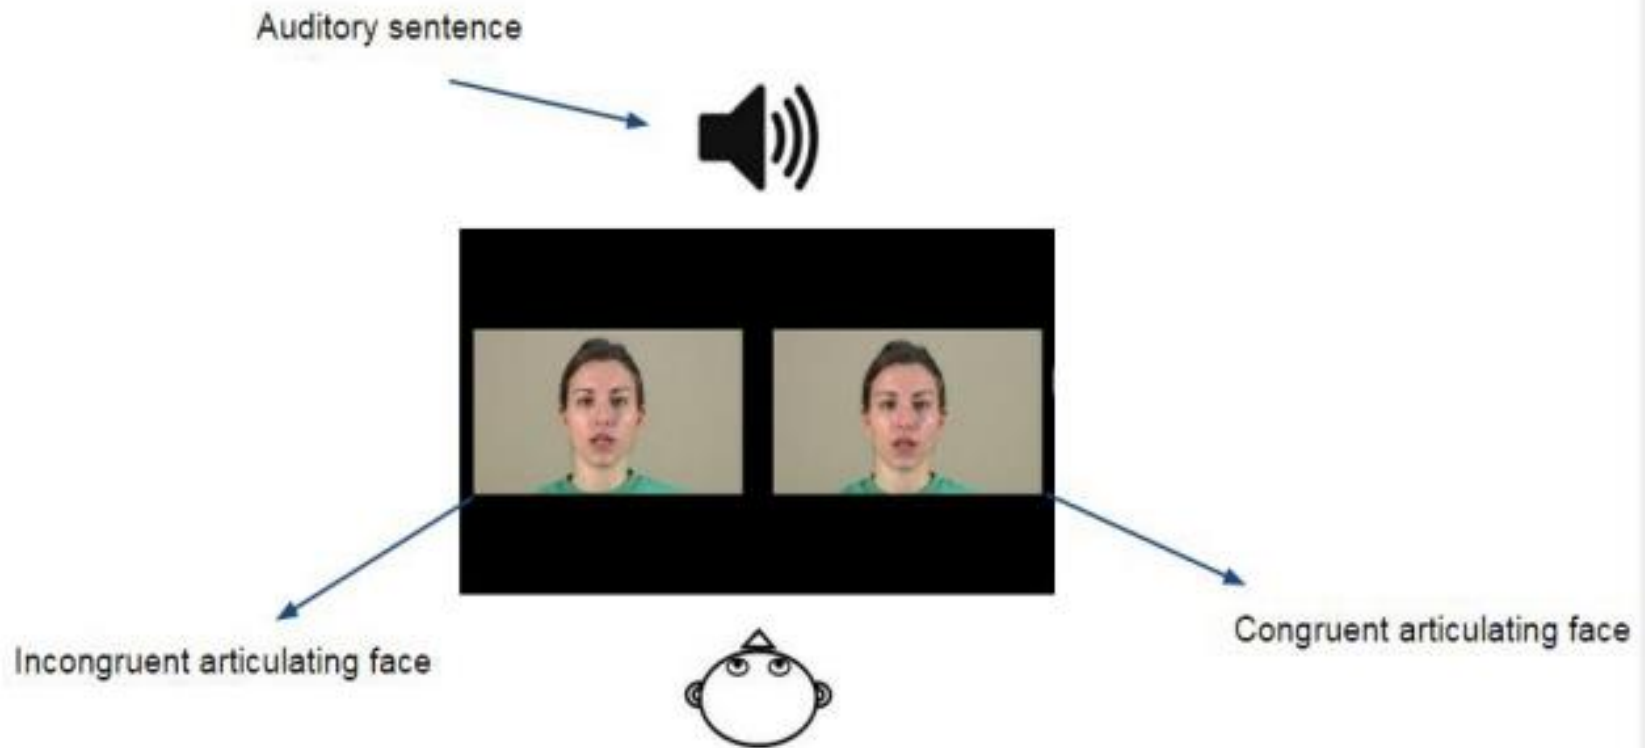 Auditory sentence
Congruent articulating face
Incongruent articulating face